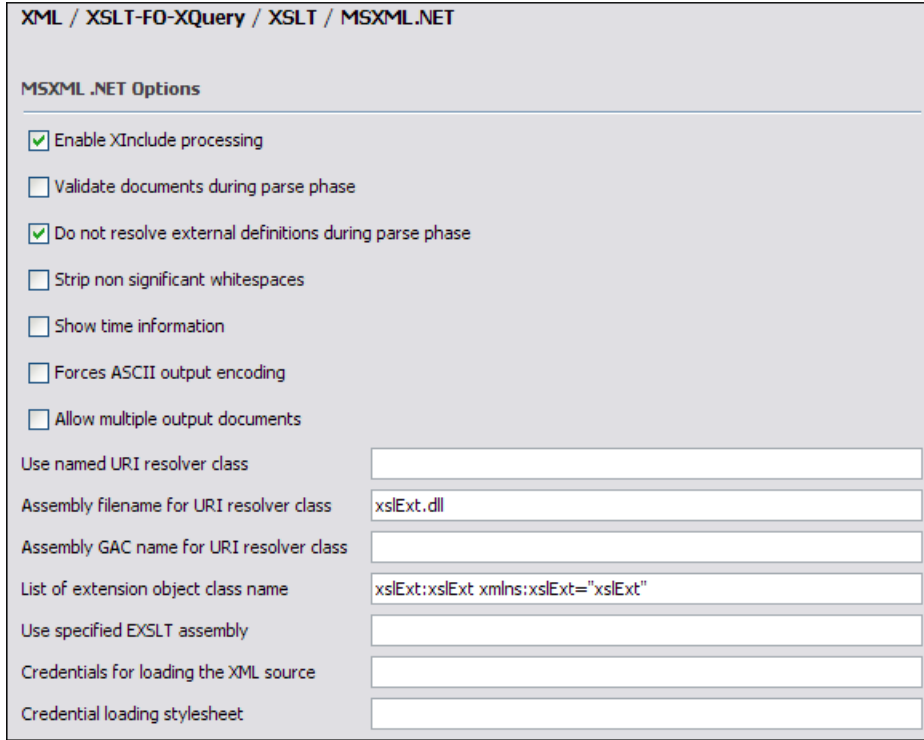 XML / XSLT-FO-XQuery / XSLT / MSXML.NET
MSXML .NET Options
Enable XInclude processing
Validate documents during parse phase
Do not resolve external definitions during parse phase
Strip non significant whitespaces
Show time information
Forces ASCII output encoding
Allow multiple output documents
Use named URI resolver class
Assembly filename for URI resolver class xslExt.dll
Assembly GAC name for URI resolver class
List of extension object class name xslExt:xslExt xmlns:xslExt="xslExt"
Use specified EXSLT assembly
Credentials for loading the XML source
Credential loading stylesheet